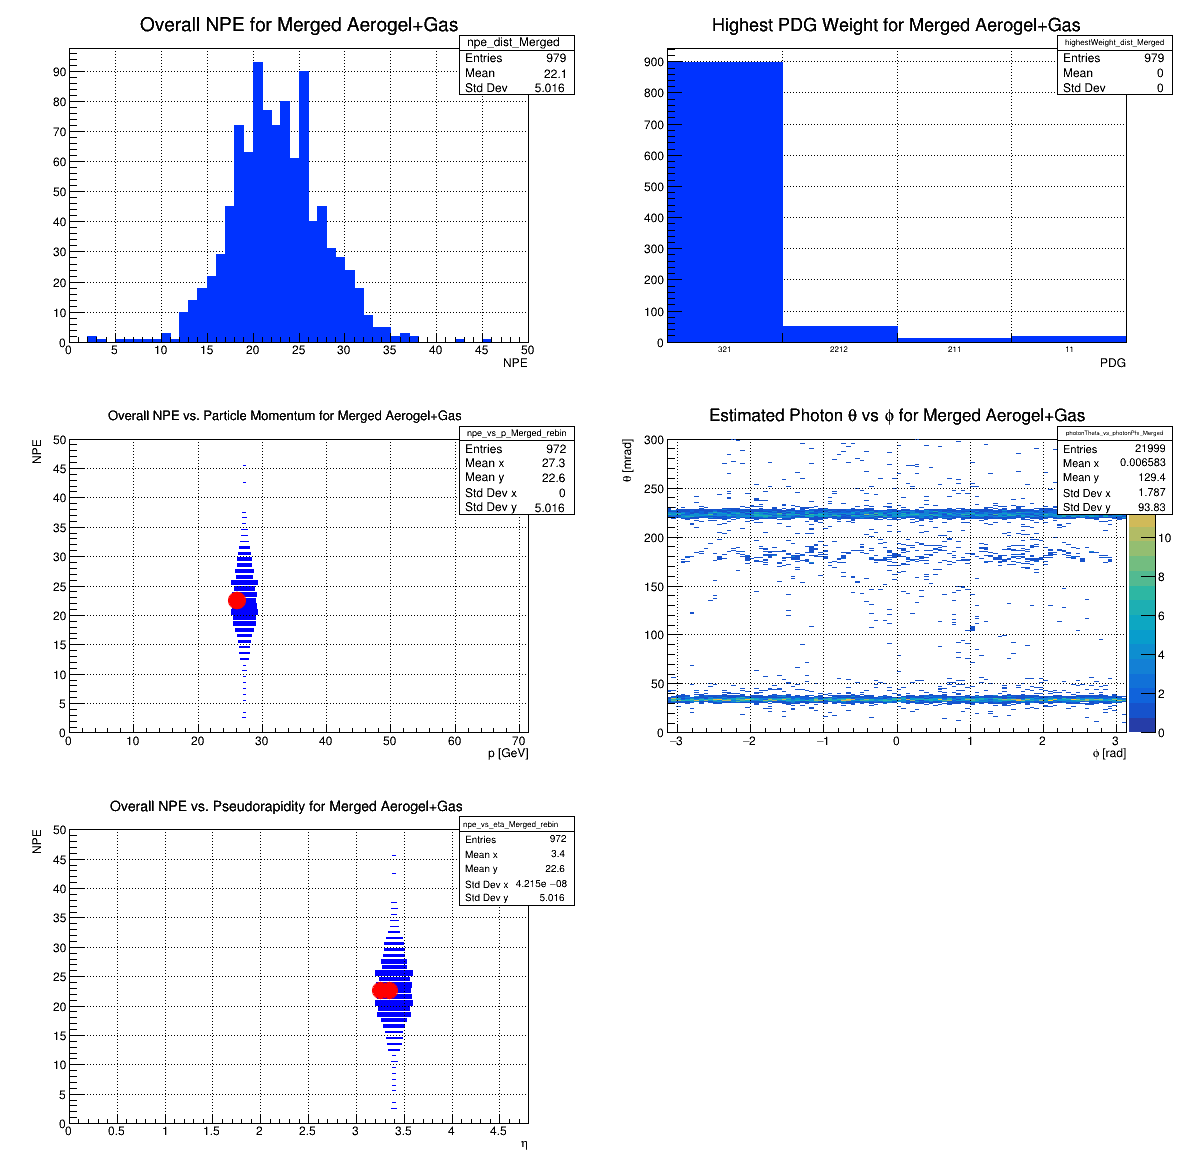 Overall NPE for Merged Aerogel+Gas
npe_dist_Merged
Entries 979
Mean 22.1
Std Dev 5.016
90
80
70
60
50
40
30
20
10
0
0 5 10 15 20 25 30 35 40 45 50
NPE
Highest PDG Weight for Merged Aerogel+Gas
highestWeight_dist_Merged
Entries 979
Mean 0
Std Dev 0
900
800
700
600
500
400
300
200
100
0
321 2212 211 11
PDG
Overall NPE vs. Particle Momentum for Merged Aerogel+Gas
npe_vs_p_Merged_rebin
Entries 972
Mean x 27.3
Mean y 22.6
Std Dev x 0
Std Dev y 5.016
NPE
50
45
40
35
30
25
20
15
10
5
0
0 10 20 30 40 50 60 70
p [GeV]
Estimated Photon θ vs ϕ for Merged Aerogel+Gas
photonTheta_vs_photonPhi_Merged
Entries 21999
Mean x 0.006583
Mean y 129.4
Std Dev x 1.787
Std Dev y 93.83
θ [mrad]
300
250
200
150
100
50
0
−3 −2 −1 0 1 2 3
ϕ [rad]
10
8
6
4
2
0
Overall NPE vs. Pseudorapidity for Merged Aerogel+Gas
npe_vs_eta_Merged_rebin
Entries 972
Mean x 3.4
Mean y 22.6
Std Dev x 4.215e −08
Std Dev y 5.016
NPE
50
45
40
35
30
25
20
15
10
5
0
0 0.5 1 1.5 2 2.5 3 3.5 4 4.5
η